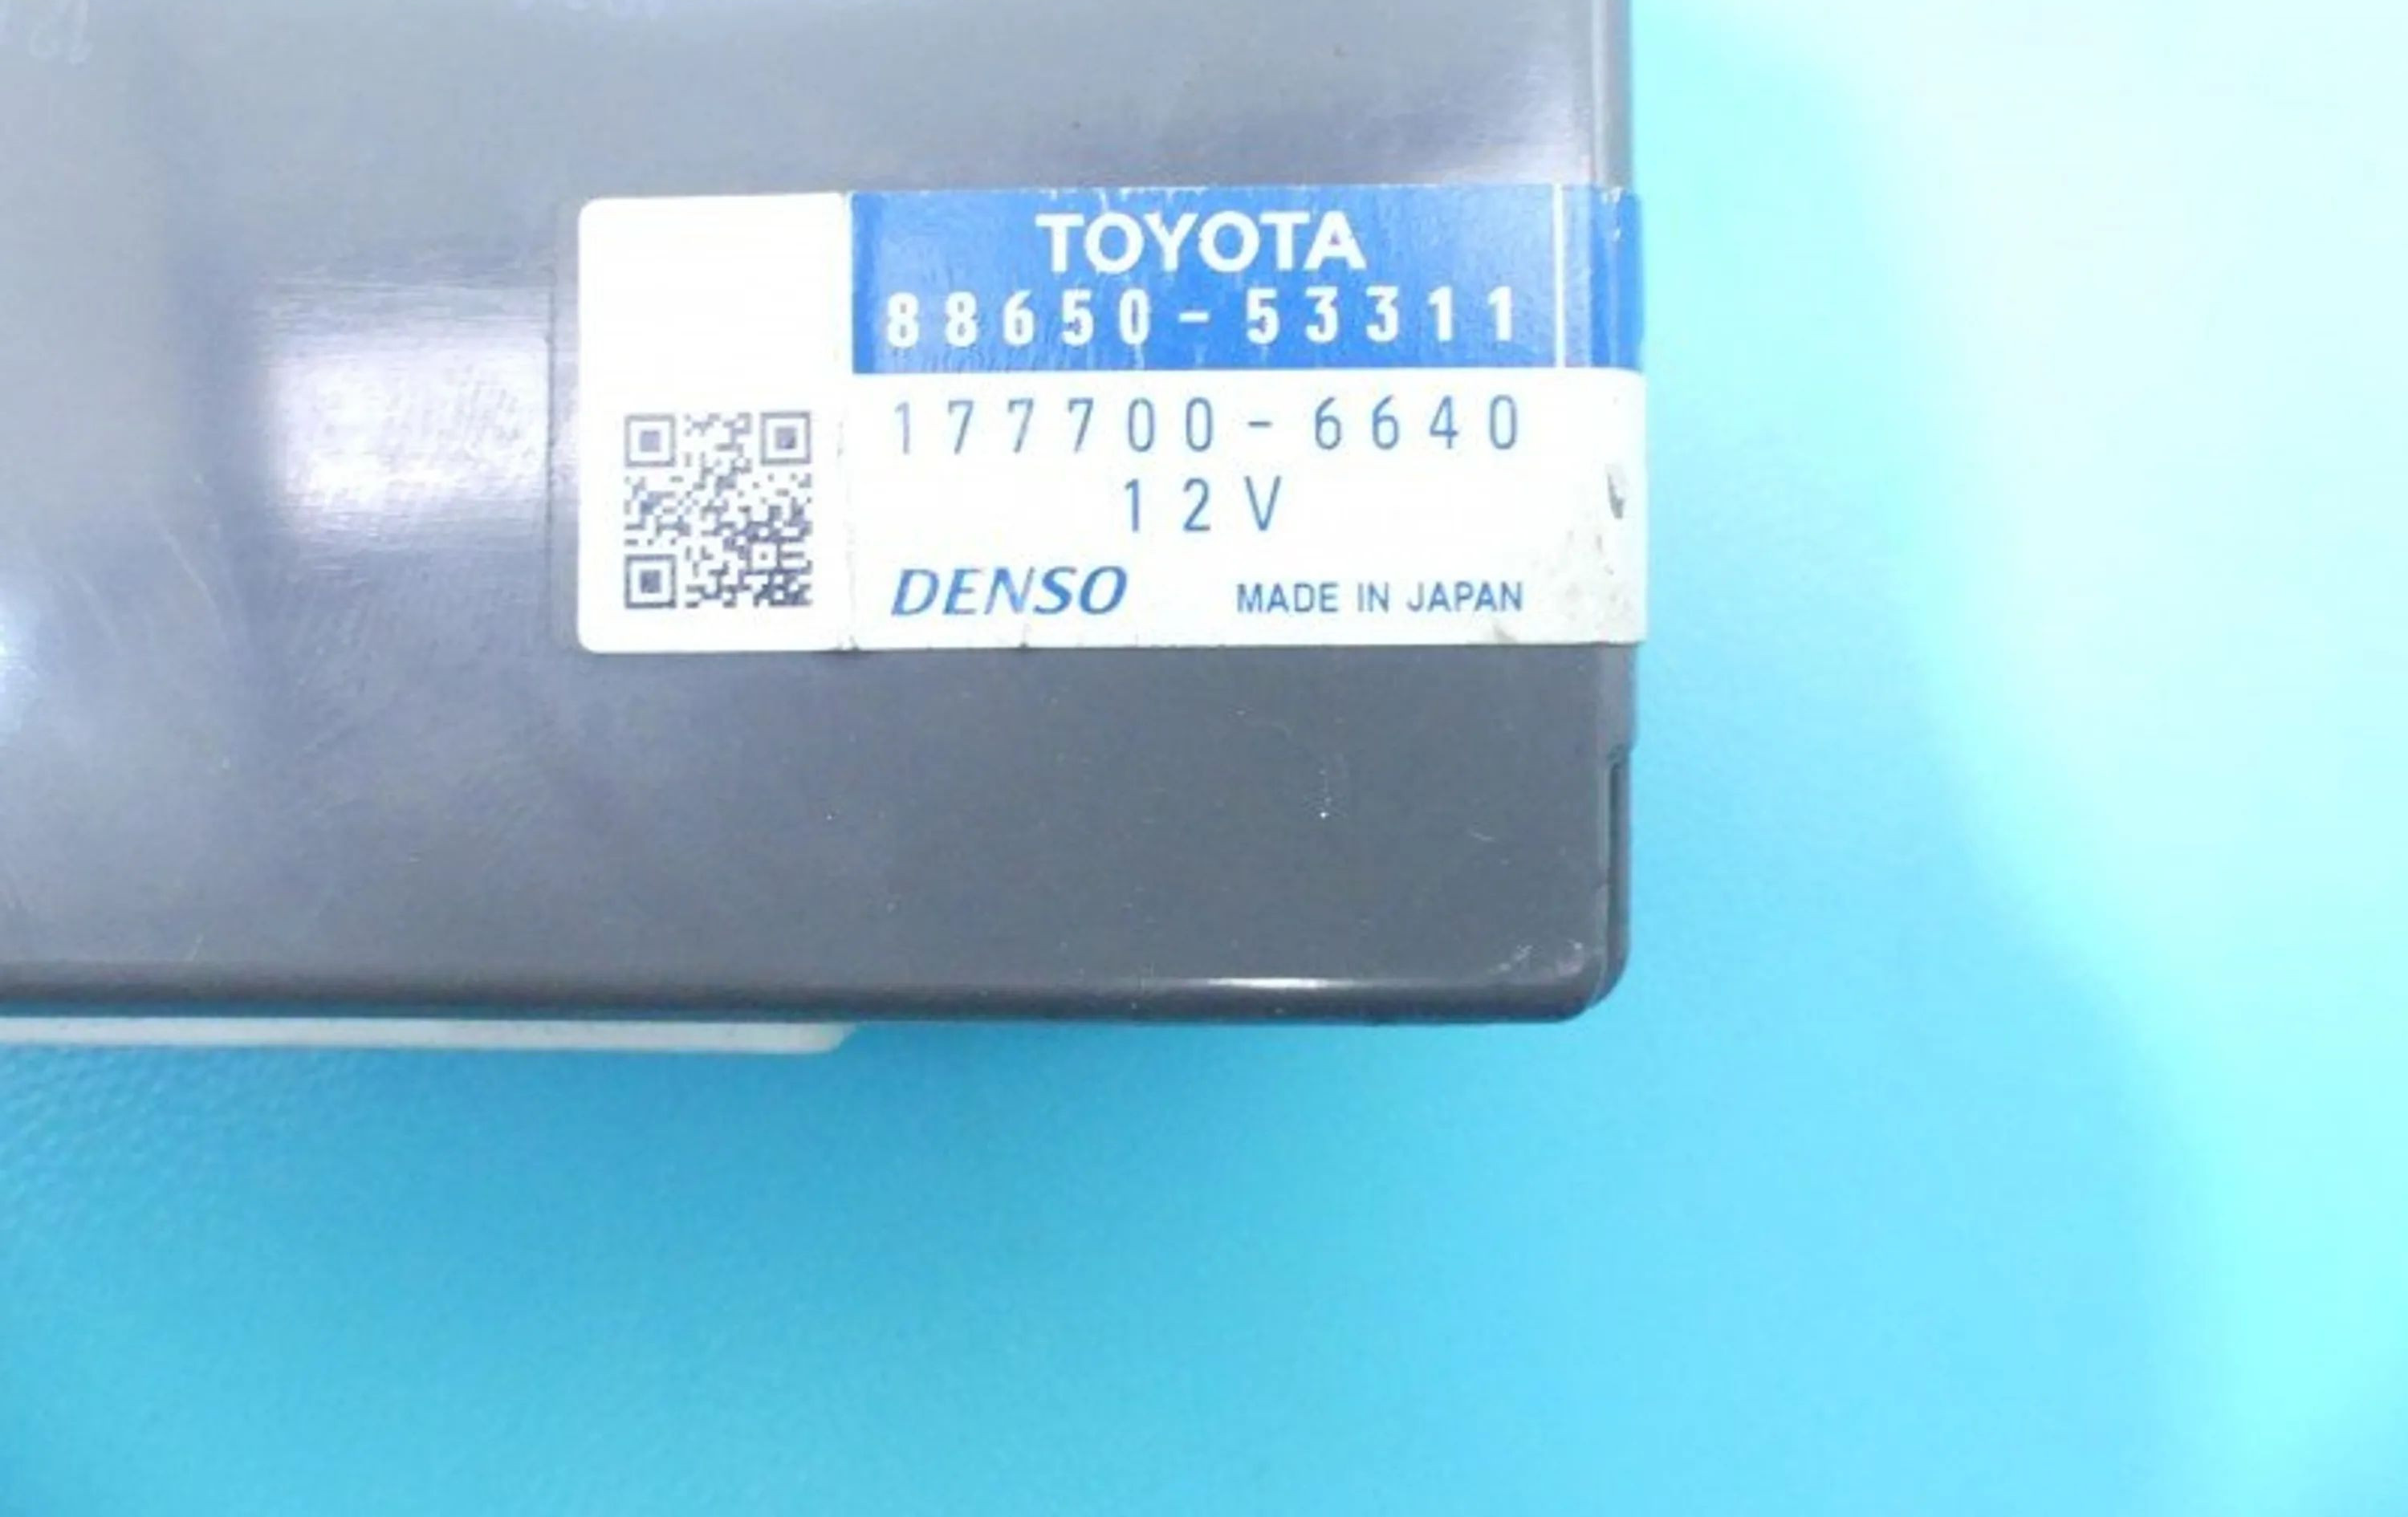 TOYOTA
88650-53311
177700-6640
12V
DENSO MADE IN JAPAN